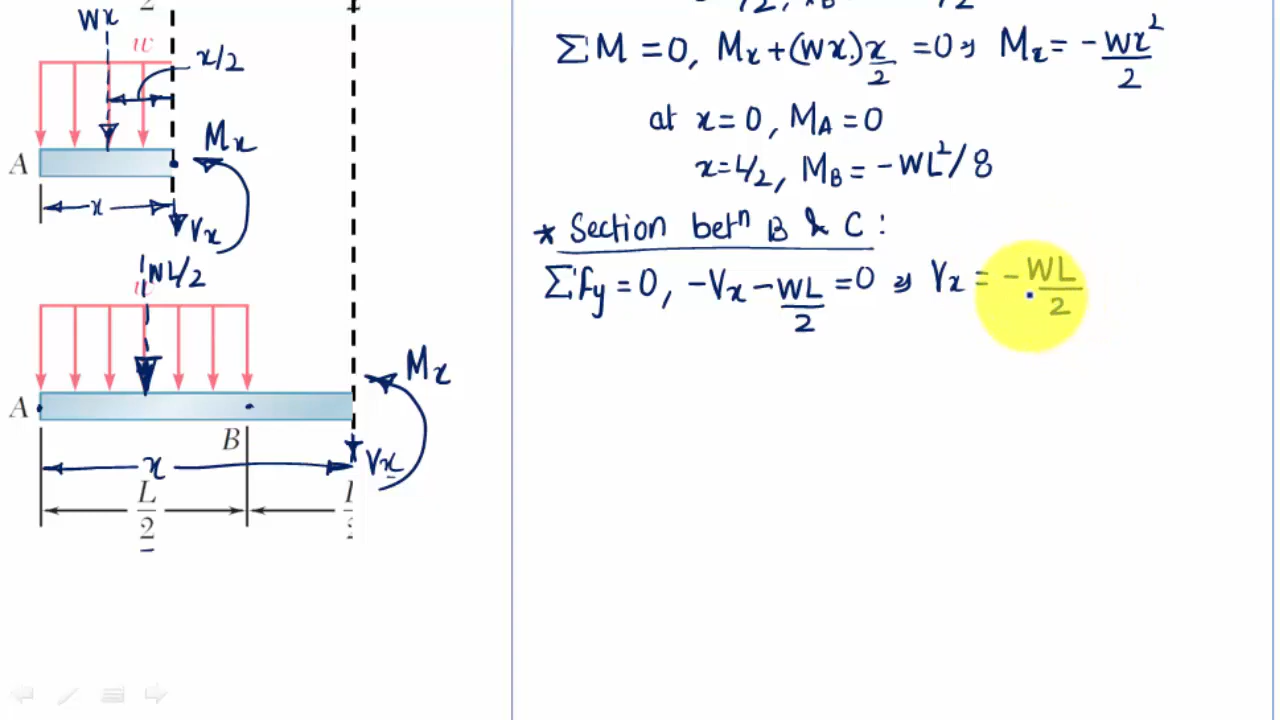 Wx
w
x/2
A
Mx
x
Vx
WL/2
w
Mx
A
B
x
Vx
L
2
ΣM = 0, Mx + (Wx) x/2 = 0 ⇒ Mx = -Wx²/2
at x = 0, MA = 0
x = L/2, MB = -WL²/8
* Section betⁿ B & C :
ΣFy = 0, -Vx - WL/2 = 0 ⇒ Vx = -WL/2